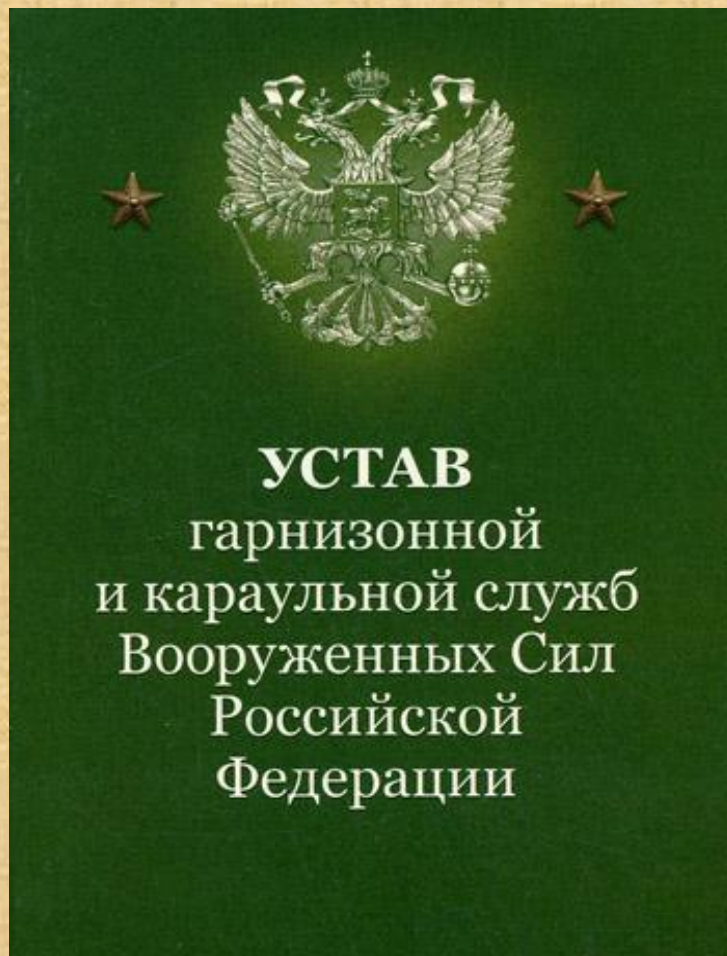 УСТАВ
гарнизонной
и караульной служб
Вооруженных Сил
Российской
Федерации